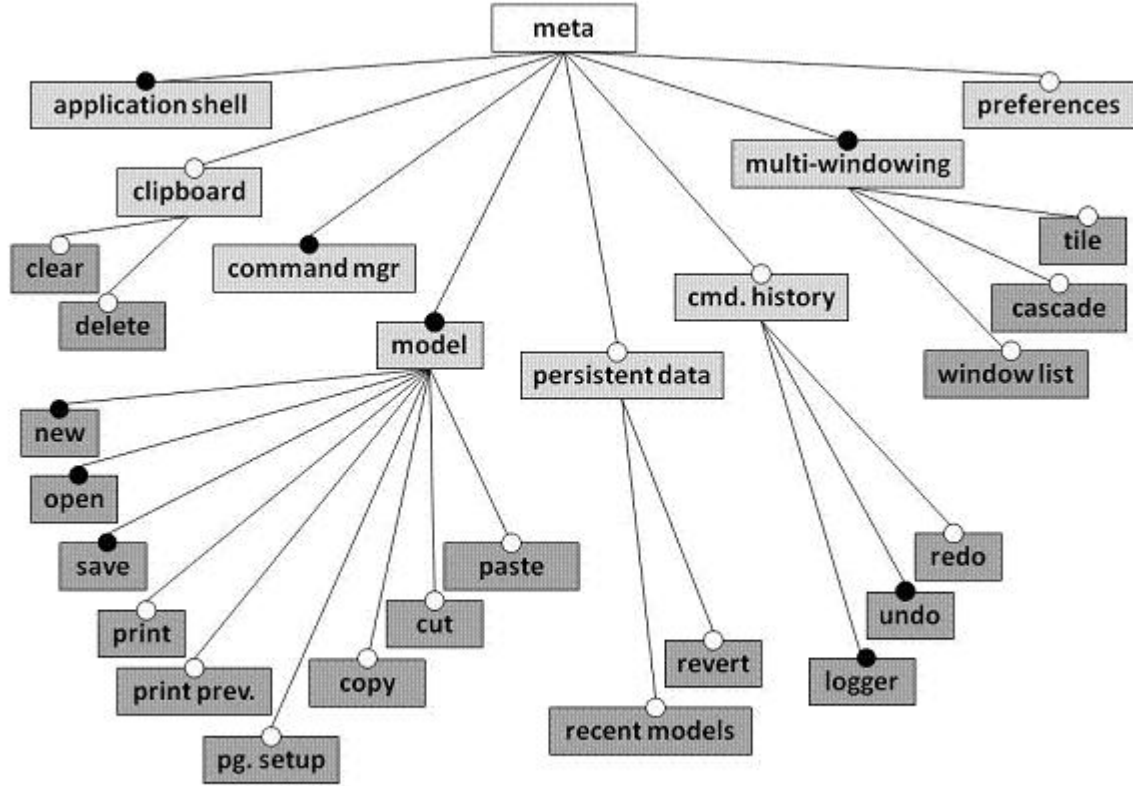 meta
application shell
preferences
multi-windowing
clipboard
tile
clear
command mgr
cmd. history
cascade
delete
model
persistent data
window list
new
open
save
paste
redo
print
cut
undo
print prev.
copy
revert
logger
recent models
pg. setup